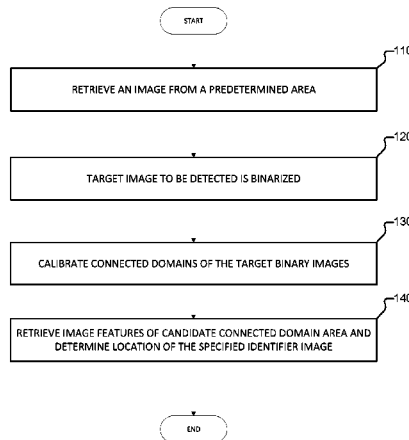 START
110
RETRIEVE AN IMAGE FROM A PREDETERMINED AREA
120
TARGET IMAGE TO BE DETECTED IS BINARIZED
130
CALIBRATE CONNECTED DOMAINS OF THE TARGET BINARY IMAGES
140
RETRIEVE IMAGE FEATURES OF CANDIDATE CONNECTED DOMAIN AREA AND
DETERMINE LOCATION OF THE SPECIFIED IDENTIFIER IMAGE
END